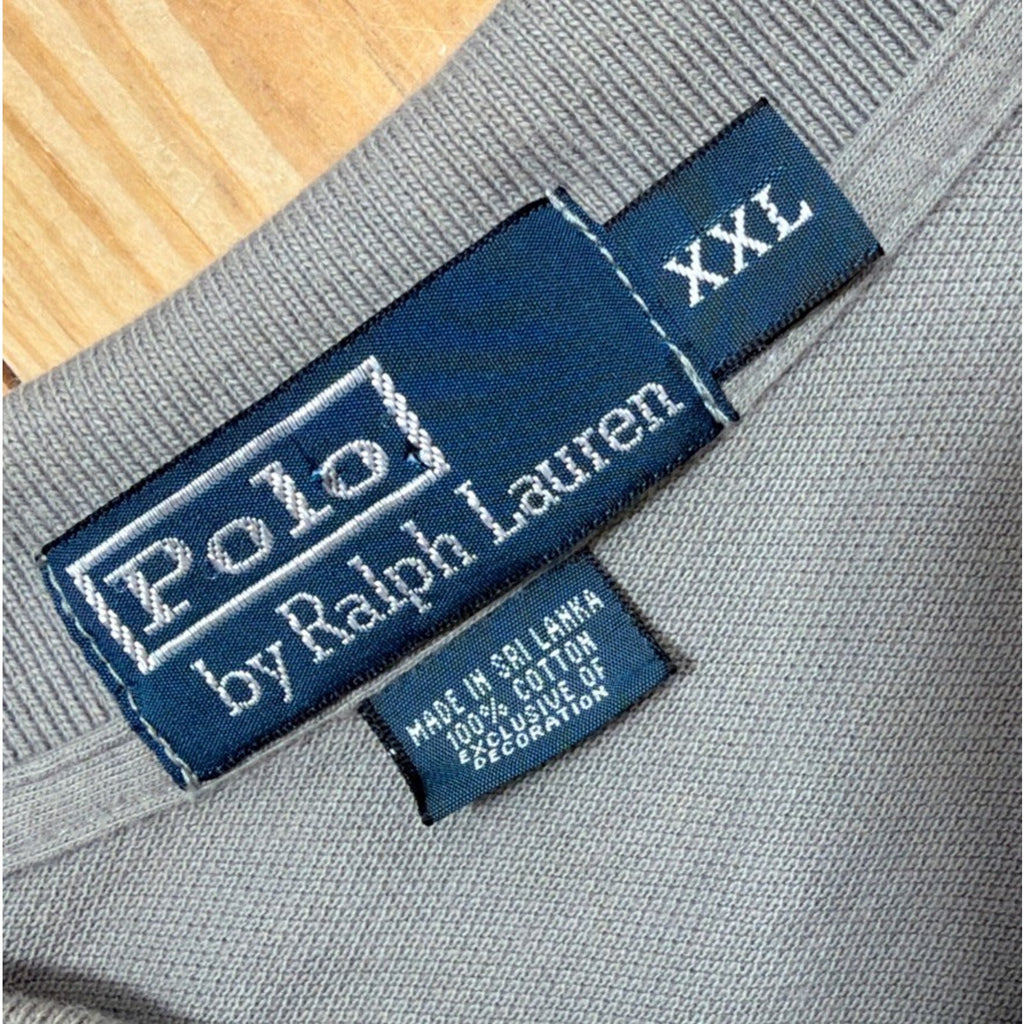 XXL
Polo
by Ralph Lauren
MADE IN SRI LANKA
100% COTTON
EXCLUSIVE OF
DECORATION